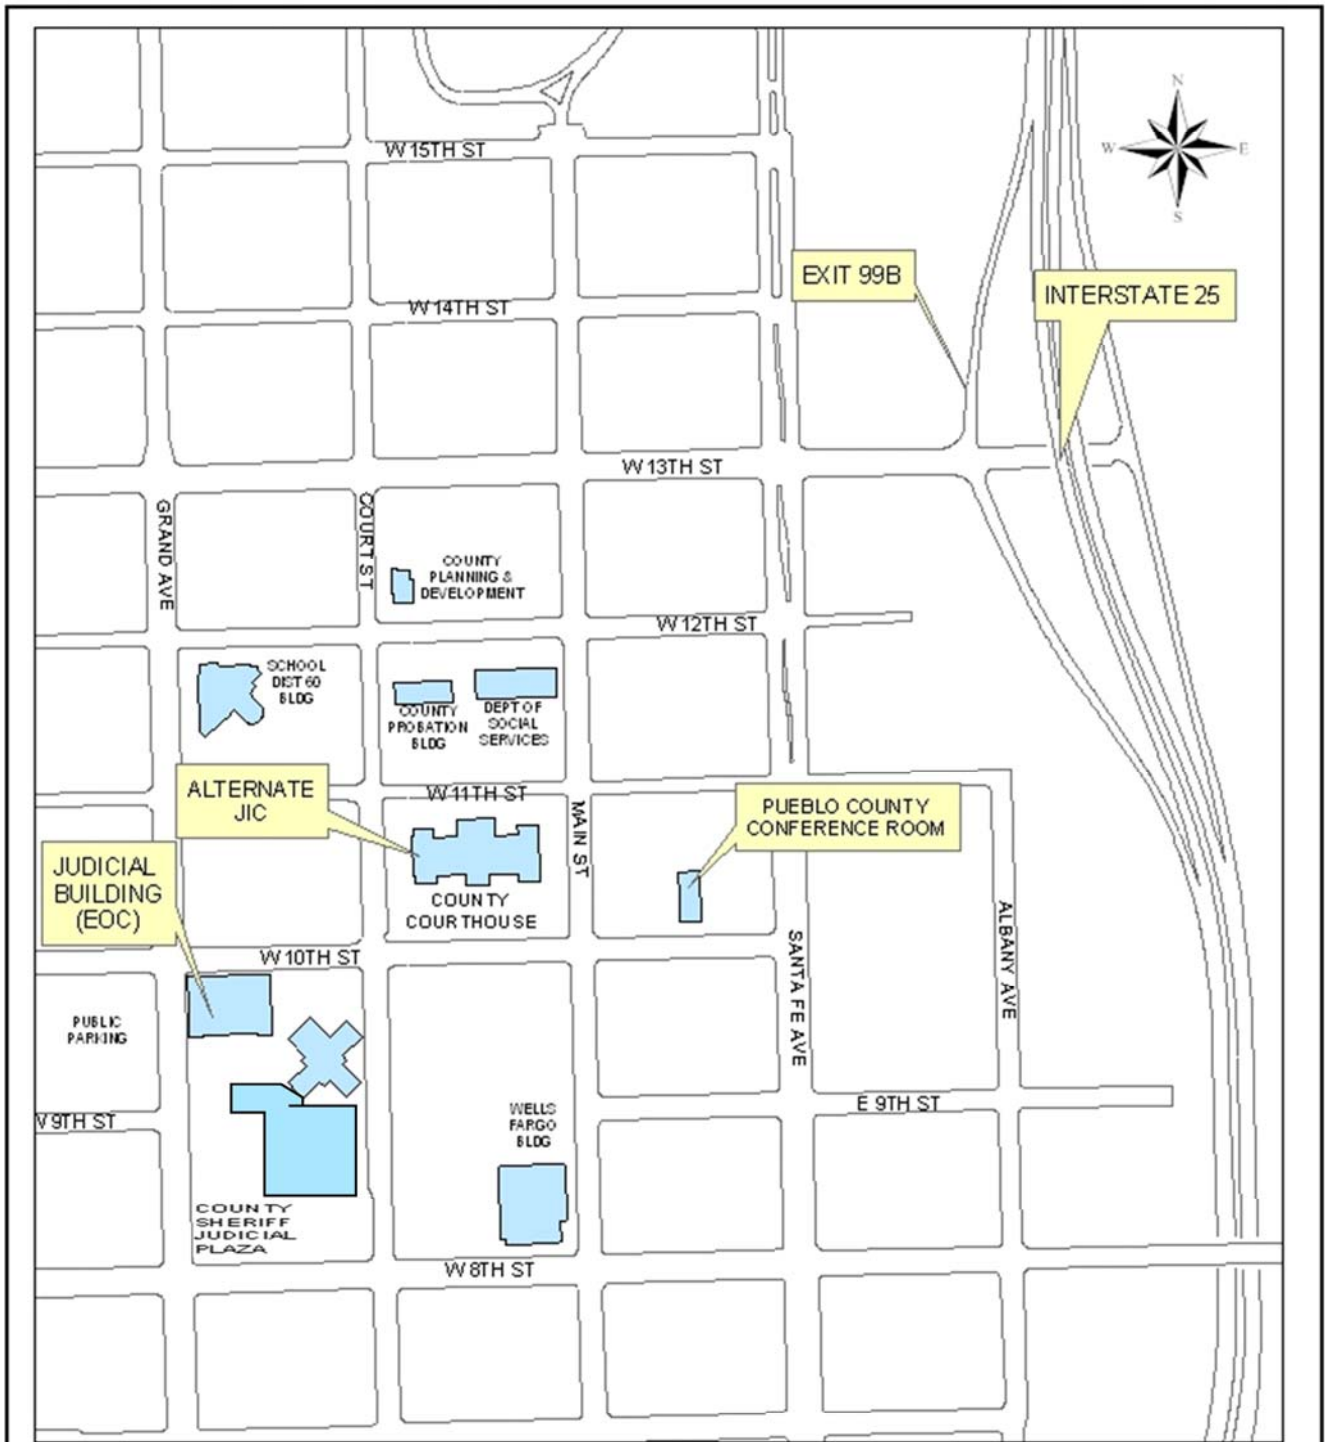 N
W
E
S
W 15TH ST
EXIT 99B
INTERSTATE 25
W 14TH ST
W 13TH ST
GRAND AVE
COURT ST
COUNTY
PLANNING &
DEVELOPMENT
W 12TH ST
SCHOOL
DIST 60
BLDG
COUNTY
PROBATION
BLDG
DEPT OF
SOCIAL
SERVICES
ALTERNATE
JIC
W 11TH ST
MAIN ST
PUEBLO COUNTY
CONFERENCE ROOM
JUDICIAL
BUILDING
(EOC)
COUNTY
COURTHOUSE
ALBANY AVE
SANTA FE AVE
W 10TH ST
PUBLIC
PARKING
E 9TH ST
W 9TH ST
WELLS
FARGO
BLDG
COUNTY
SHERIFF
JUDICIAL
PLAZA
W 8TH ST